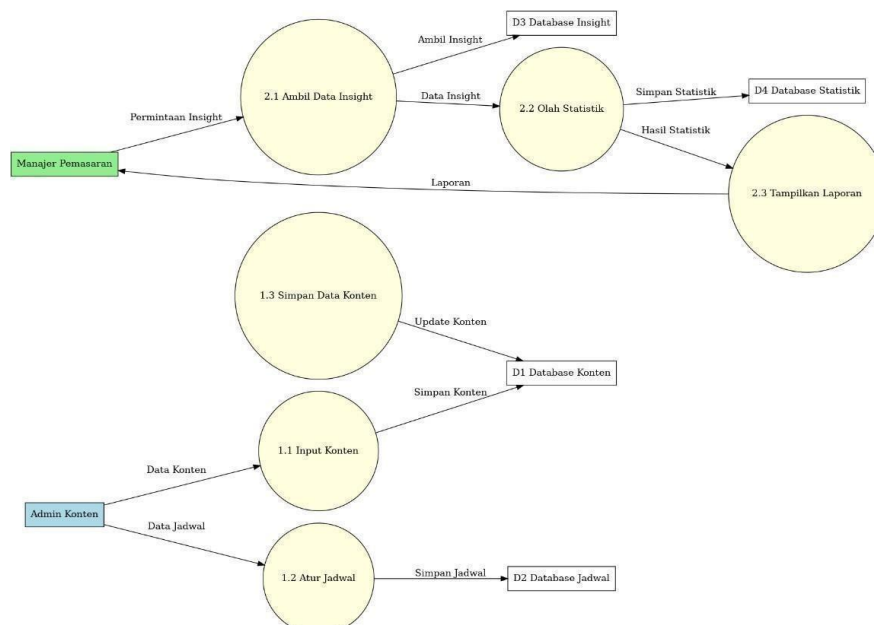 D3 Database Insight
Ambil Insight
2.1 Ambil Data Insight
Data Insight
2.2 Olah Statistik
Simpan Statistik
D4 Database Statistik
Permintaan Insight
Hasil Statistik
Manajer Pemasaran
Laporan
2.3 Tampilkan Laporan
1.3 Simpan Data Konten
Update Konten
D1 Database Konten
Simpan Konten
1.1 Input Konten
Data Konten
Admin Konten
Data Jadwal
1.2 Atur Jadwal
Simpan Jadwal
D2 Database Jadwal